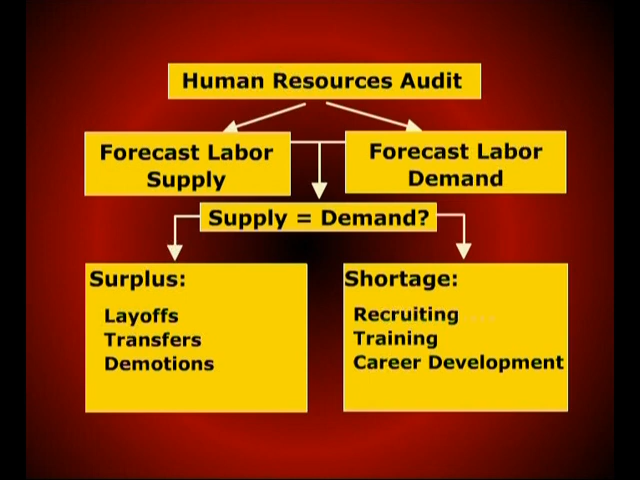 Human Resources Audit
Forecast Labor
Supply
Forecast Labor
Demand
Supply = Demand?
Surplus:
Layoffs
Transfers
Demotions
Shortage:
Recruiting
Training
Career Development